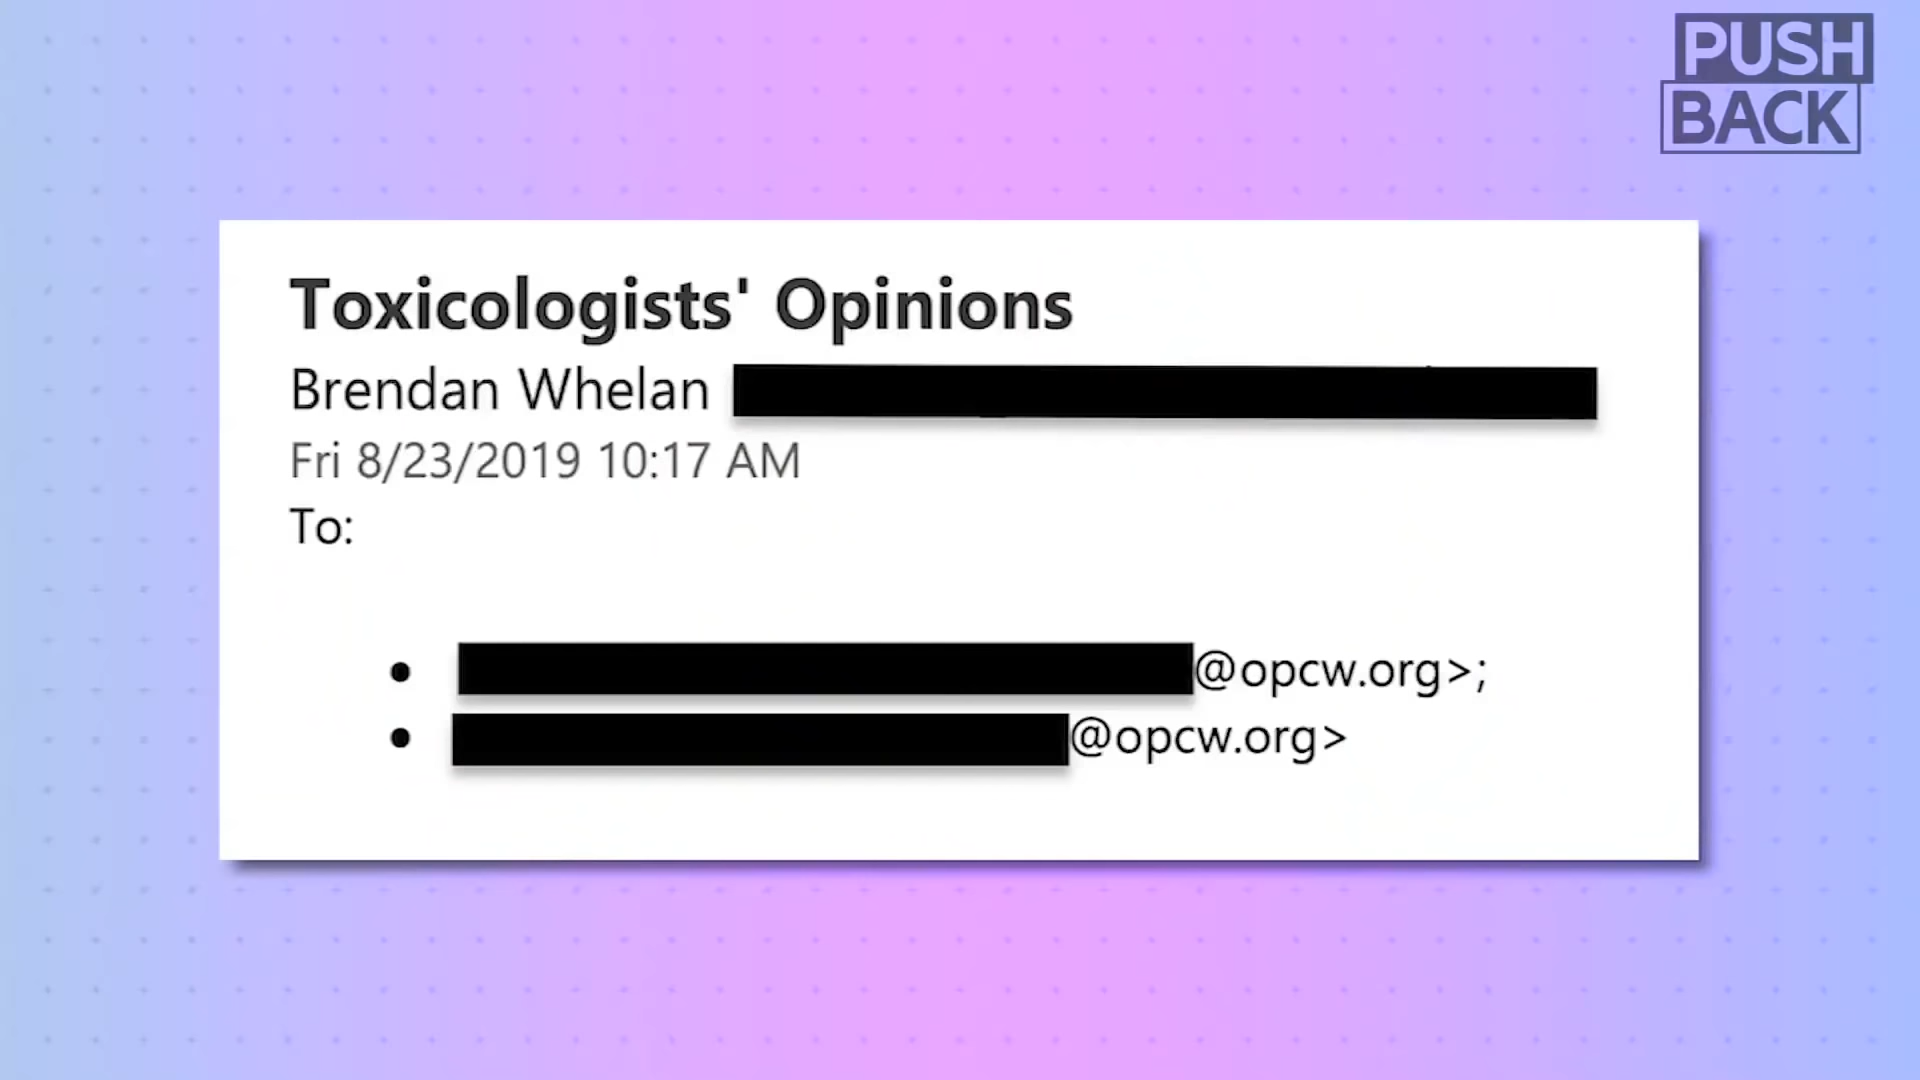 PUSH
BACK
Toxicologists' Opinions
Brendan Whelan
Fri 8/23/2019 10:17 AM
To:
• @opcw.org>;
• @opcw.org>